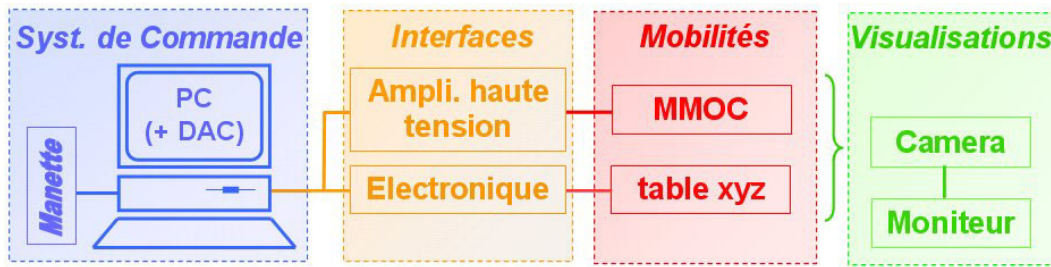 Syst. de Commande
Manette
PC
(+ DAC)
Interfaces
Ampli. haute
tension
Electronique
Mobilités
MMOC
table xyz
Visualisations
Camera
Moniteur